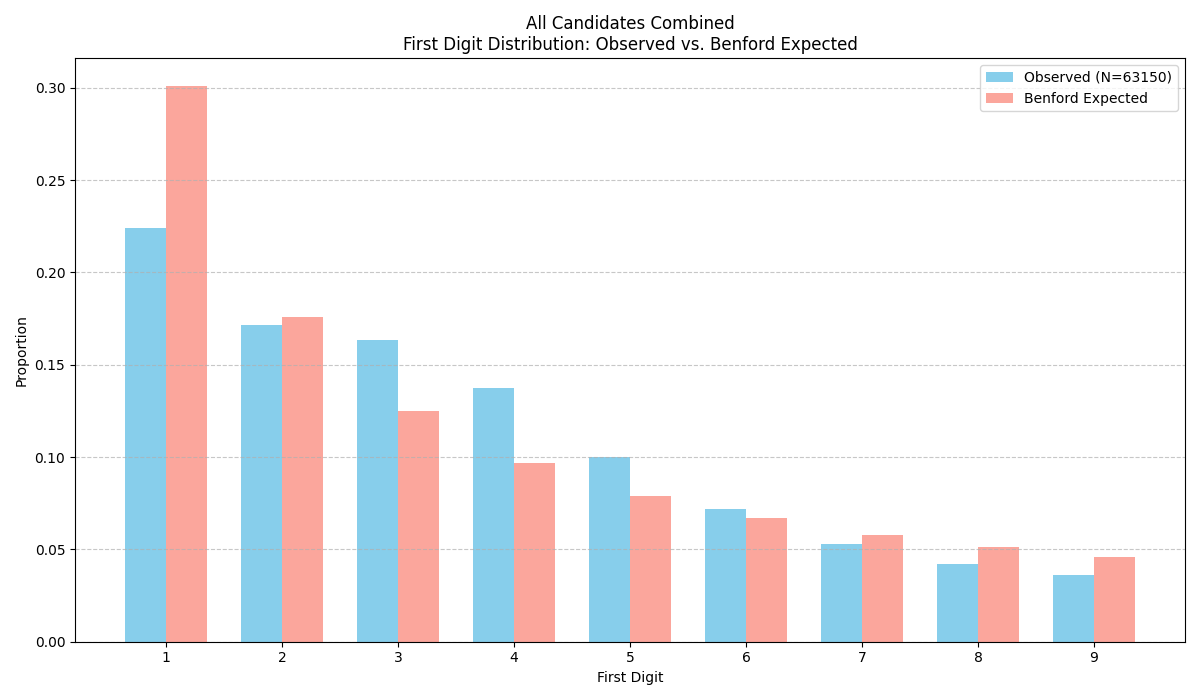 All Candidates Combined
First Digit Distribution: Observed vs. Benford Expected
Observed (N=63150)
Benford Expected
Proportion
0.30
0.25
0.20
0.15
0.10
0.05
0.00
1 2 3 4 5 6 7 8 9
First Digit